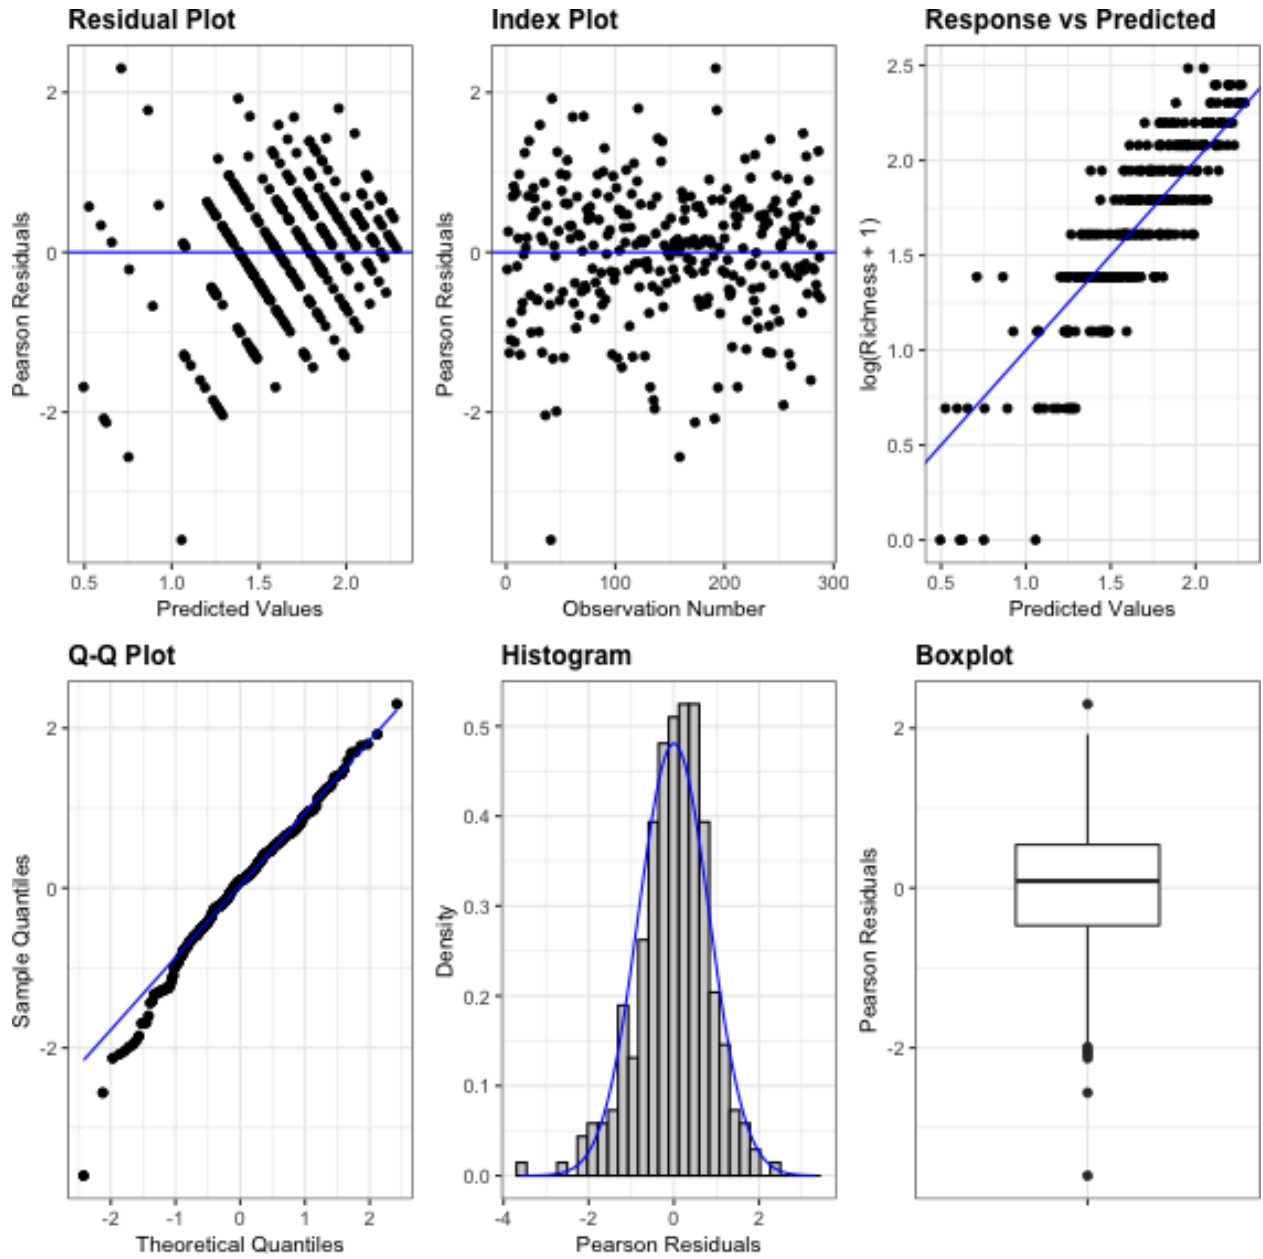 Residual Plot
Pearson Residuals
2
0
-2
0.5 1.0 1.5 2.0
Predicted Values
Index Plot
Pearson Residuals
2
0
-2
0 100 200 300
Observation Number
Response vs Predicted
log(Richness + 1)
2.5
2.0
1.5
1.0
0.5
0.0
0.5 1.0 1.5 2.0
Predicted Values
Q-Q Plot
Sample Quantiles
2
0
-2
-2 -1 0 1 2
Theoretical Quantiles
Histogram
Density
0.5
0.4
0.3
0.2
0.1
0.0
-4 -2 0 2
Pearson Residuals
Boxplot
Pearson Residuals
2
0
-2